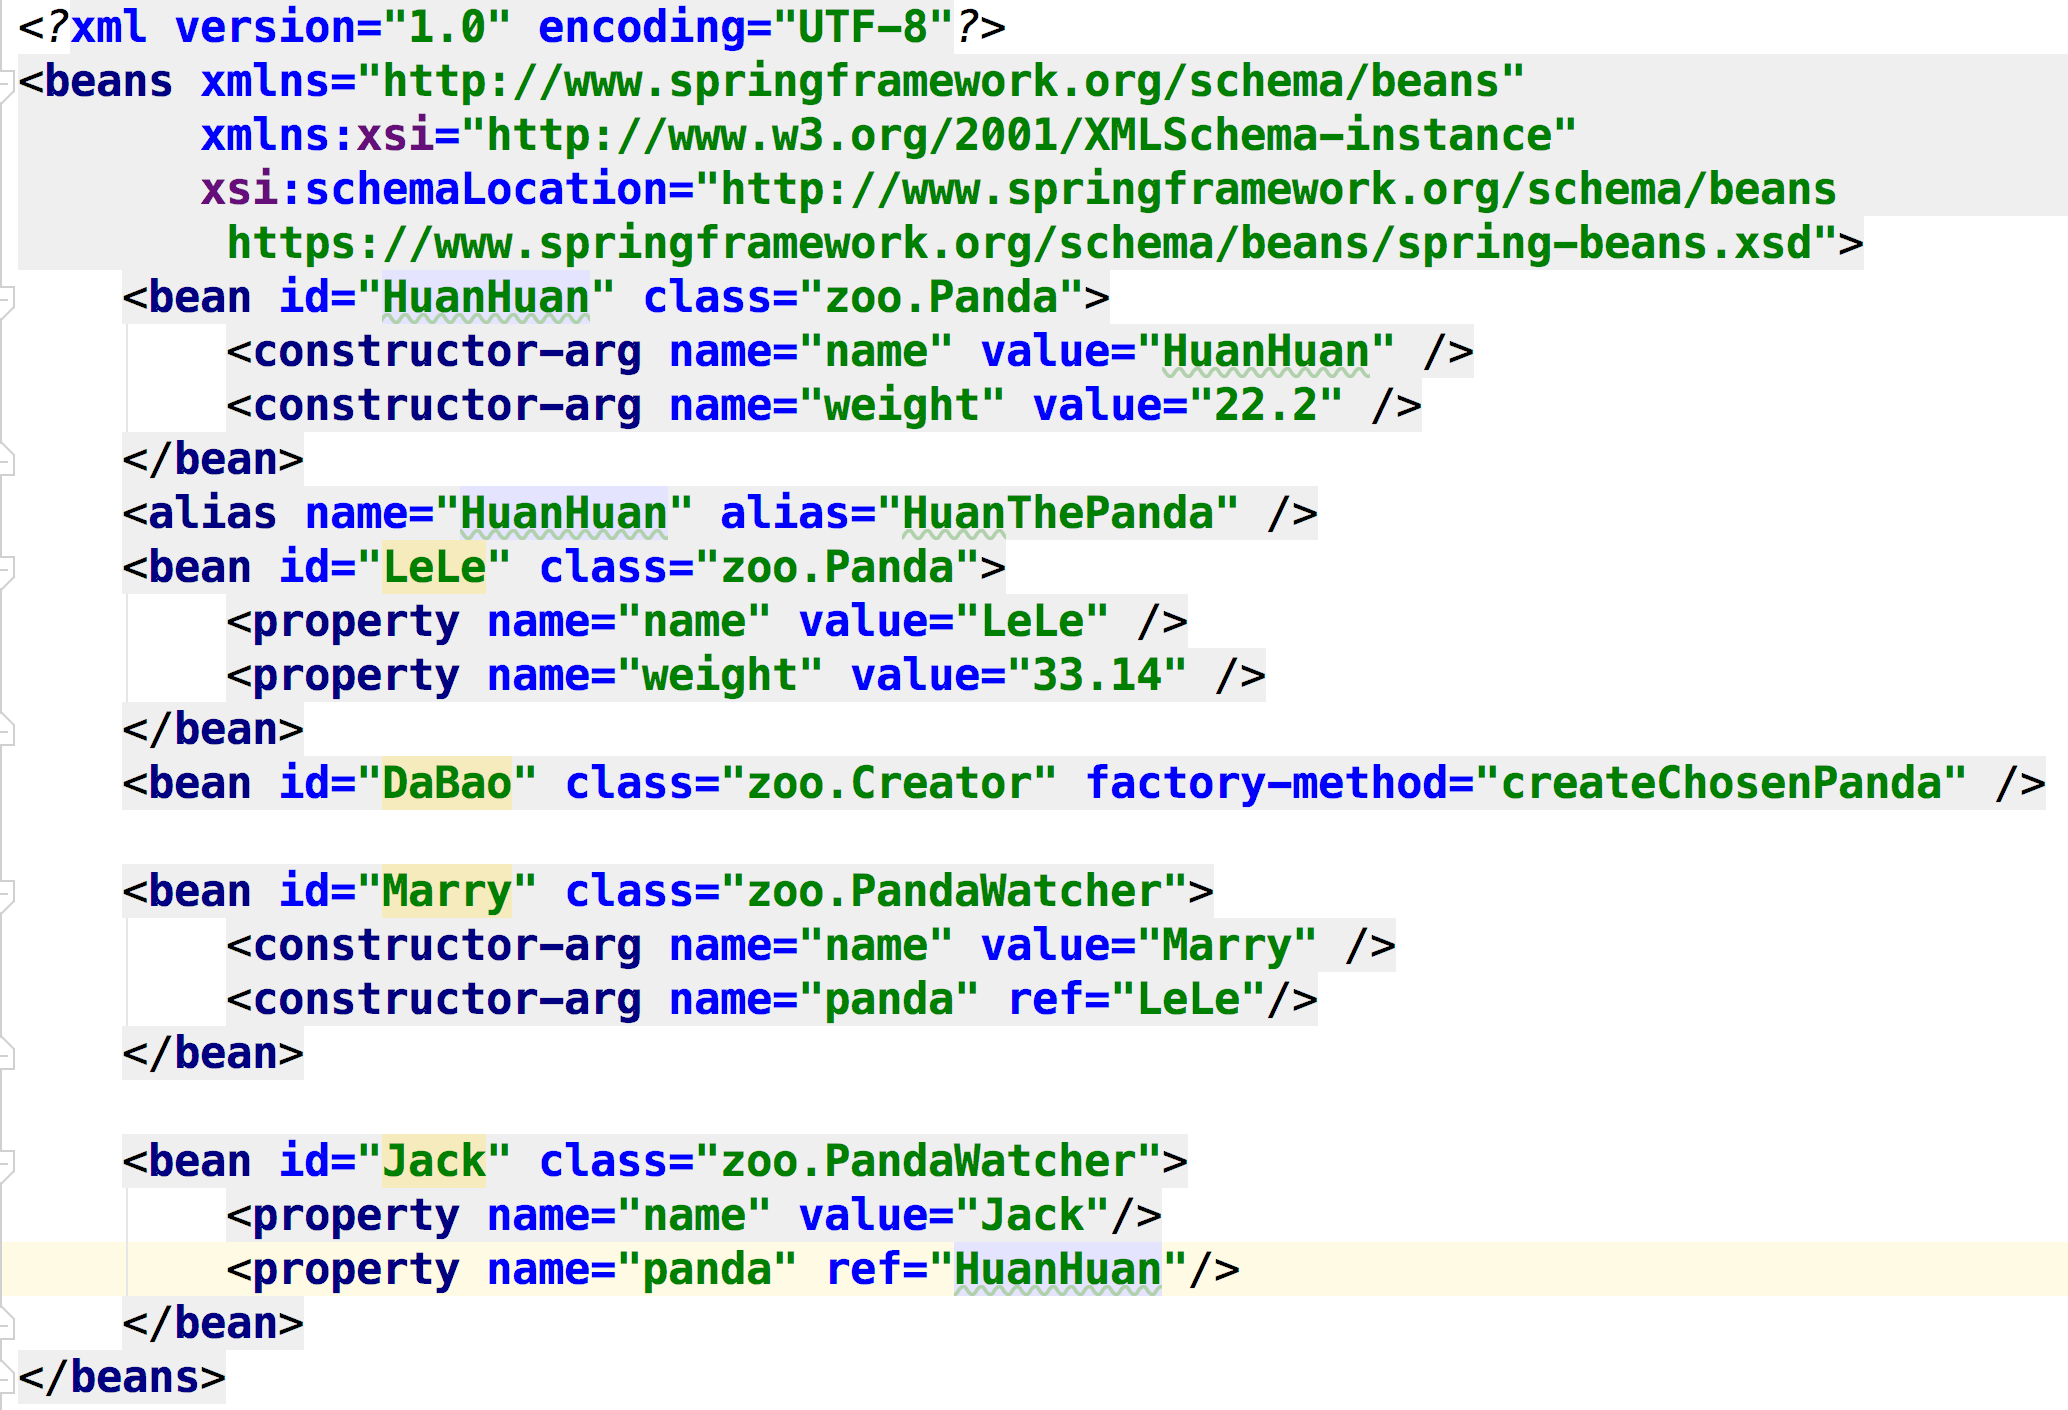 <?xml version="1.0" encoding="UTF-8"?>
<beans xmlns="http://www.springframework.org/schema/beans"
       xmlns:xsi="http://www.w3.org/2001/XMLSchema-instance"
       xsi:schemaLocation="http://www.springframework.org/schema/beans
        https://www.springframework.org/schema/beans/spring-beans.xsd">
    <bean id="HuanHuan" class="zoo.Panda">
        <constructor-arg name="name" value="HuanHuan" />
        <constructor-arg name="weight" value="22.2" />
    </bean>
    <alias name="HuanHuan" alias="HuanThePanda" />
    <bean id="LeLe" class="zoo.Panda">
        <property name="name" value="LeLe" />
        <property name="weight" value="33.14" />
    </bean>
    <bean id="DaBao" class="zoo.Creator" factory-method="createChosenPanda" />

    <bean id="Marry" class="zoo.PandaWatcher">
        <constructor-arg name="name" value="Marry" />
        <constructor-arg name="panda" ref="LeLe"/>
    </bean>

    <bean id="Jack" class="zoo.PandaWatcher">
        <property name="name" value="Jack"/>
        <property name="panda" ref="HuanHuan"/>
    </bean>
</beans>